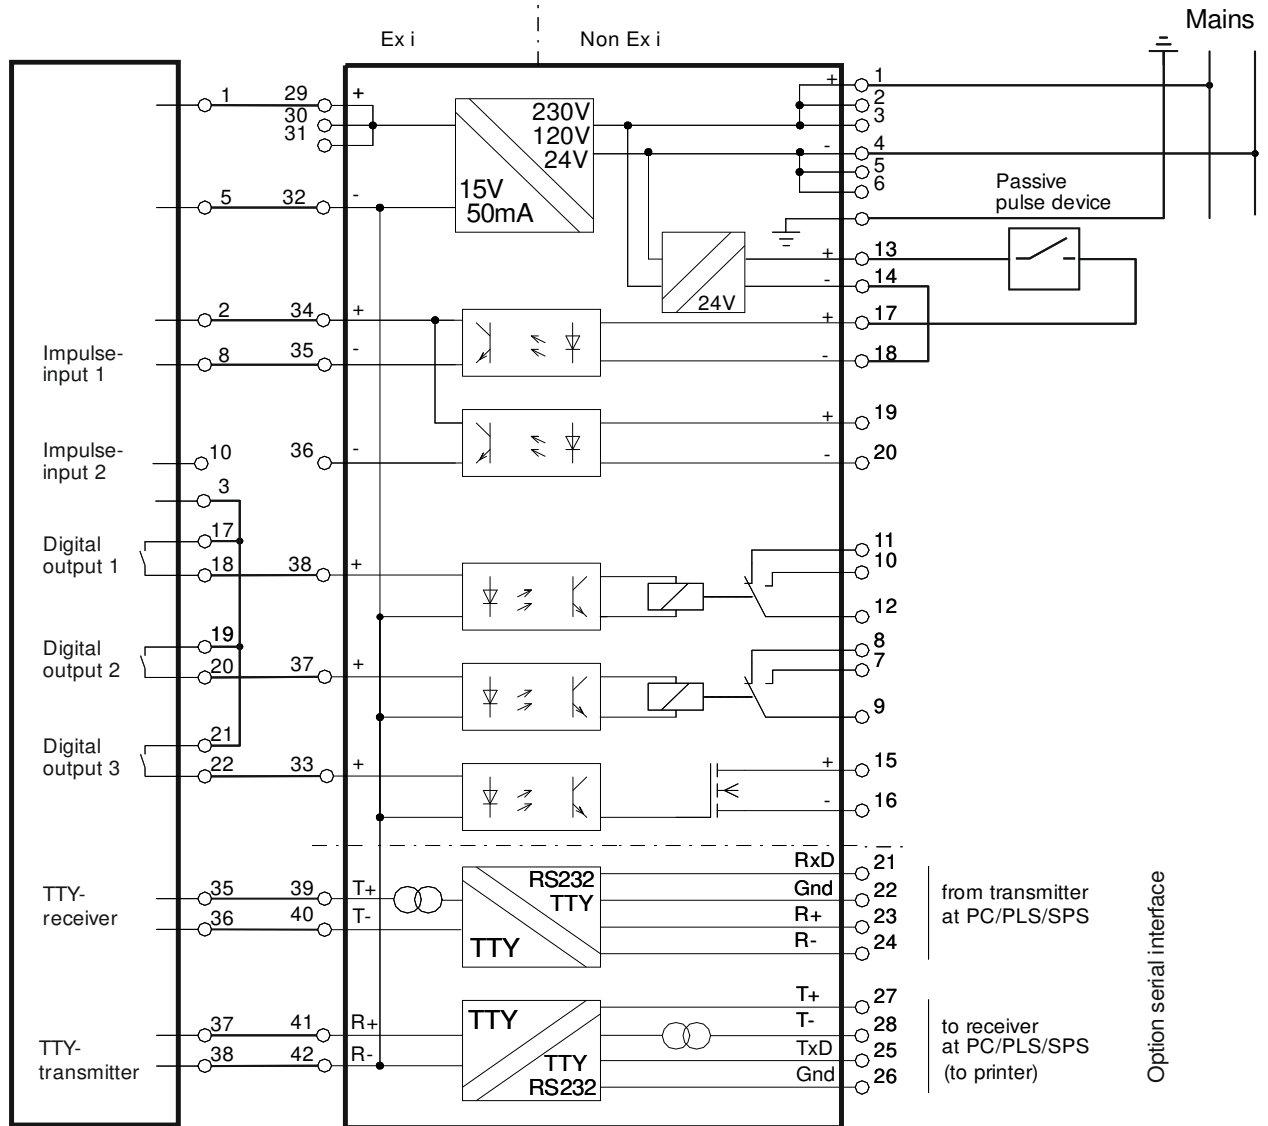 Mains
Ex i
Non Ex i
1
29
+
30
31
230V
120V
24V
15V
50mA
+
1
2
3
-
4
5
6
5
32
-
Passive
pulse device
+
13
-
14
24V
2
34
+
+
17
Impulse-
input 1
8
35
-
-
18
+
19
Impulse-
input 2
10
36
-
-
20
3
17
Digital
output 1
18
38
+
11
10
12
19
Digital
output 2
20
37
+
8
7
9
21
Digital
output 3
22
33
+
+
15
-
16
TTY-
receiver
35
39
T+
36
40
T-
RS232
TTY
TTY
RxD
21
Gnd
22
R+
23
R-
24
from transmitter
at PC/PLS/SPS
TTY-
transmitter
37
41
R+
38
42
R-
TTY
TTY
RS232
T+
27
T-
28
TxD
25
Gnd
26
to receiver
at PC/PLS/SPS
(to printer)
Option serial interface